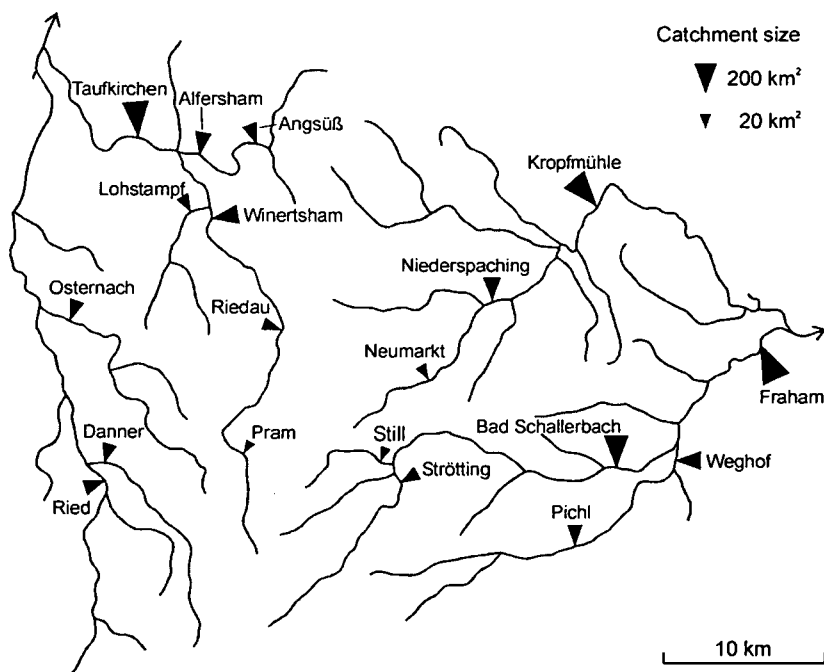 Catchment size
200 km²
20 km²
Taufkirchen
Alfersham
Angsüß
Kropfmühle
Lohstampf
Winertsham
Niederspaching
Osternach
Riedau
Neumarkt
Fraham
Danner
Pram
Still
Bad Schallerbach
Strötting
Weghof
Ried
Pichl
10 km